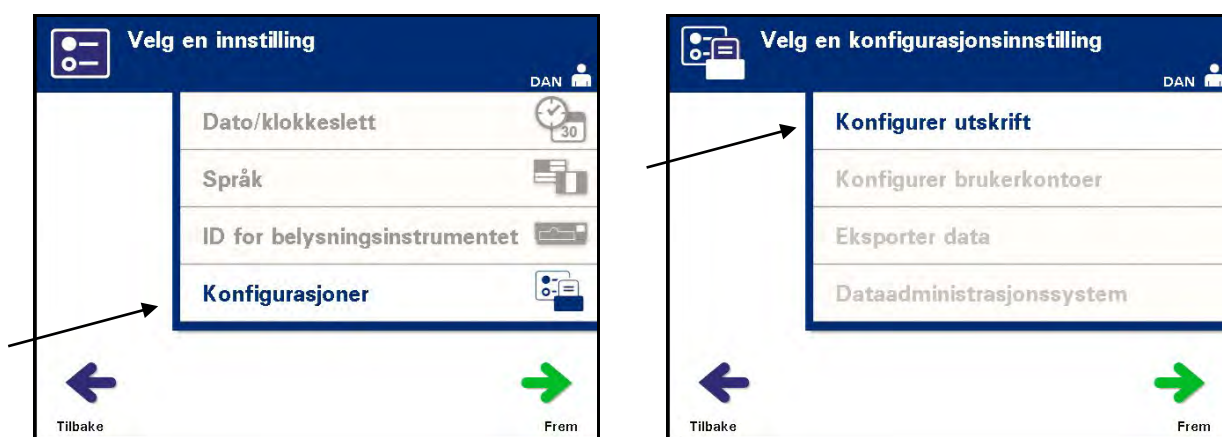 Velg en innstilling
DAN
30
Dato/klokkeslett
Språk
ID for belysningsinstrumentet
Konfigurasjoner
Tilbake
Frem
Velg en konfigurasjonsinnstilling
DAN
Konfigurer utskrift
Konfigurer brukerkontoer
Eksporter data
Dataadministrasjonssystem
Tilbake
Frem